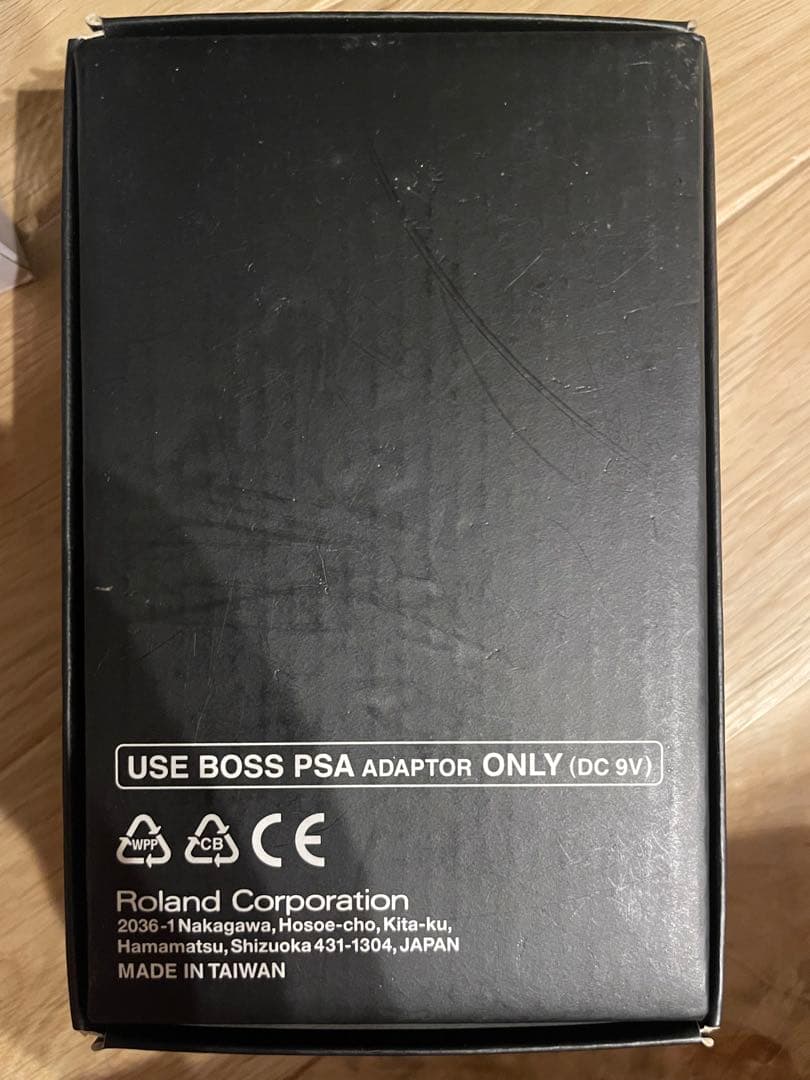 USE BOSS PSA ADAPTOR ONLY (DC 9V)
WPP CB CE
Roland Corporation
2036-1 Nakagawa, Hosoe-cho, Kita-ku,
Hamamatsu, Shizuoka 431-1304, JAPAN
MADE IN TAIWAN